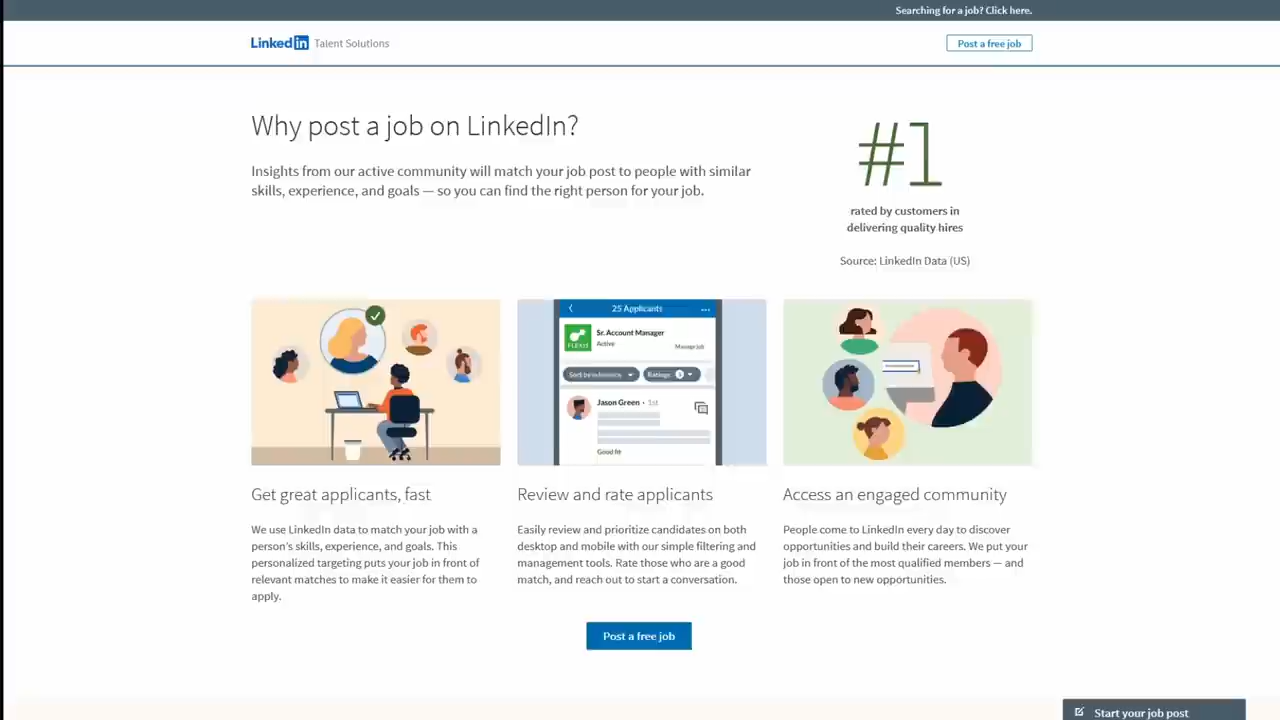 Searching for a job? Click here.
LinkedIn Talent Solutions
Post a free job
Why post a job on LinkedIn?
Insights from our active community will match your job post to people with similar
skills, experience, and goals — so you can find the right person for your job.
#1
rated by customers in
delivering quality hires
Source: LinkedIn Data (US)
25 Applicants
Sr. Account Manager
Active
Manage job
FLEXIS
Sort by relevance
Ratings
Jason Green • 1st
Good fit
Get great applicants, fast
We use LinkedIn data to match your job with a
person's skills, experience, and goals. This
personalized targeting puts your job in front of
relevant matches to make it easier for them to
apply.
Review and rate applicants
Easily review and prioritize candidates on both
desktop and mobile with our simple filtering and
management tools. Rate those who are a good
match, and reach out to start a conversation.
Access an engaged community
People come to LinkedIn every day to discover
opportunities and build their careers. We put your
job in front of the most qualified members — and
those open to new opportunities.
Post a free job
Start your job post